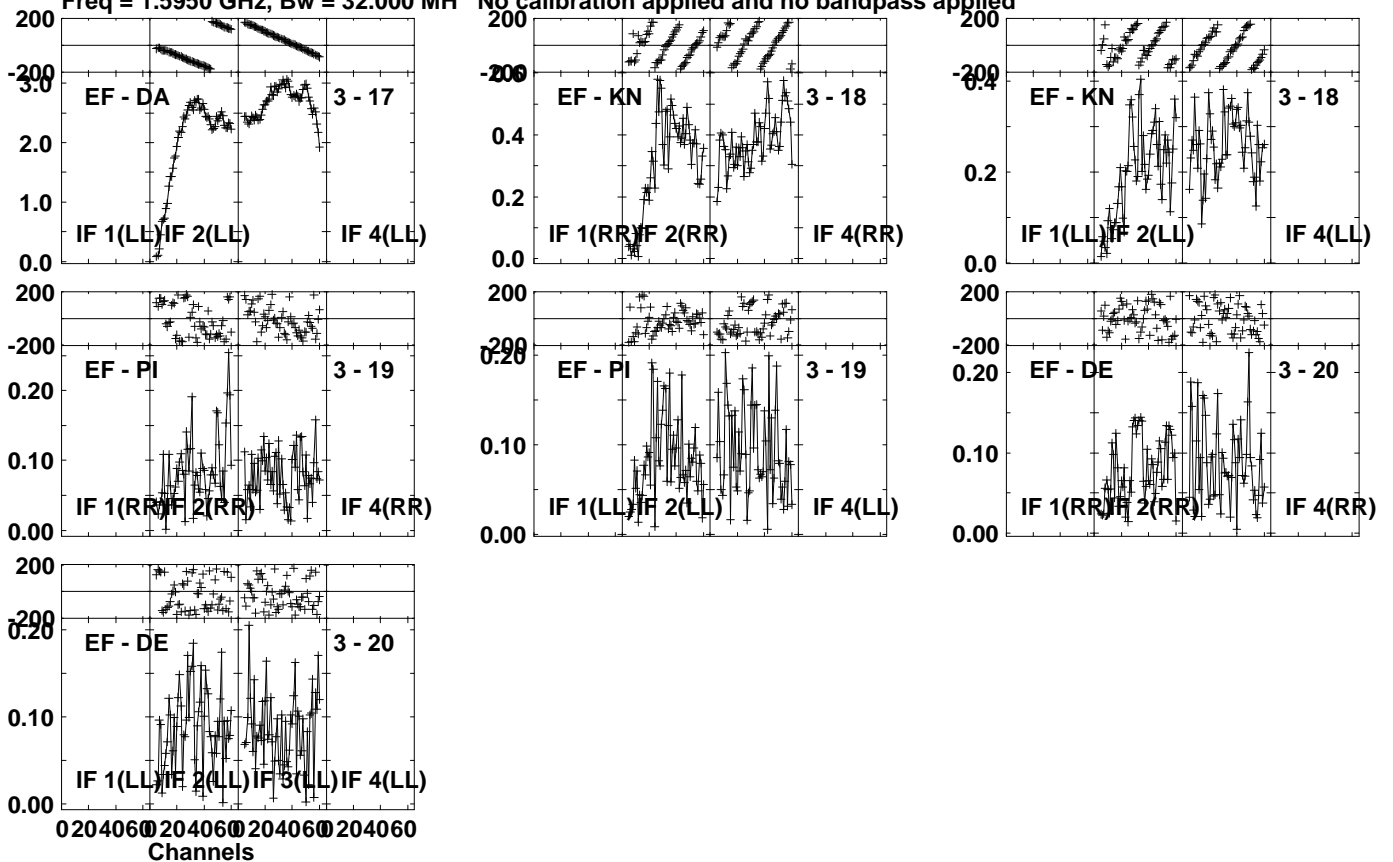 Freq = 1.5950 GHz, Bw = 32.000 MH No calibration applied and no bandpass applied
200
-200
3.0
2.0
1.0
0.0
EF - DA
3 - 17
IF 1(LL)
IF 2(LL)
IF 4(LL)
200
-200
0.6
0.4
0.2
0.0
EF - KN
3 - 18
IF 1(RR)
IF 2(RR)
IF 4(RR)
200
-200
0.4
0.2
0.0
EF - KN
3 - 18
IF 1(LL)
IF 2(LL)
IF 4(LL)
200
-200
0.20
0.10
0.00
EF - PI
3 - 19
IF 1(RR)
IF 2(RR)
IF 4(RR)
200
-200
0.20
0.10
0.00
EF - PI
3 - 19
IF 1(LL)
IF 2(LL)
IF 4(LL)
200
-200
0.20
0.10
0.00
EF - DE
3 - 20
IF 1(RR)
IF 2(RR)
IF 4(RR)
200
-200
0.20
0.10
0.00
EF - DE
3 - 20
IF 1(LL)
IF 2(LL)
IF 3(LL)
IF 4(LL)
0 20 40 60 0 20 40 60 0 20 40 60 0 20 40 60
Channels